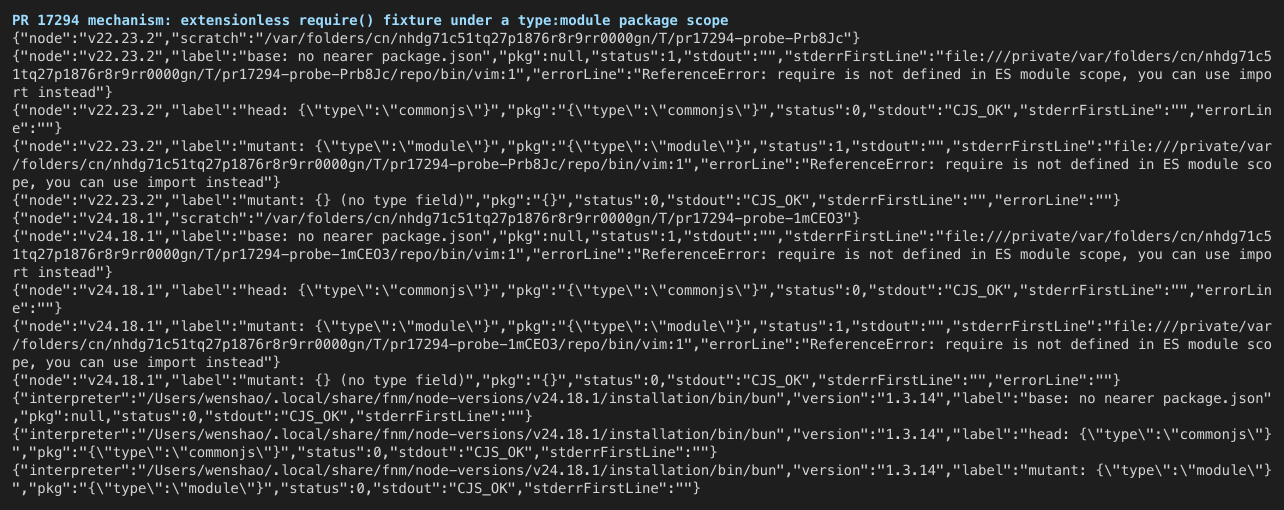 PR 17294 mechanism: extensionless require() fixture under a type:module package scope
{"node":"v22.23.2","scratch":"/var/folders/cn/nhdg71c51tq27p1876r8r9rr0000gn/T/pr17294-probe-Prb8Jc"}
{"node":"v22.23.2","label":"base: no nearer package.json","pkg":null,"status":1,"stdout":"","stderrFirstLine":"file:///private/var/folders/cn/nhdg71c5
1tq27p1876r8r9rr0000gn/T/pr17294-probe-Prb8Jc/repo/bin/vim:1","errorLine":"ReferenceError: require is not defined in ES module scope, you can use impo
rt instead"}
{"node":"v22.23.2","label":"head: {\"type\":\"commonjs\"}","pkg":"{\"type\":\"commonjs\"}","status":0,"stdout":"CJS_OK","stderrFirstLine":"","errorLin
e":""}
{"node":"v22.23.2","label":"mutant: {\"type\":\"module\"}","pkg":"{\"type\":\"module\"}","status":1,"stdout":"","stderrFirstLine":"file:///private/var
/folders/cn/nhdg71c51tq27p1876r8r9rr0000gn/T/pr17294-probe-Prb8Jc/repo/bin/vim:1","errorLine":"ReferenceError: require is not defined in ES module sco
pe, you can use import instead"}
{"node":"v22.23.2","label":"mutant: {} (no type field)","pkg":"{}","status":0,"stdout":"CJS_OK","stderrFirstLine":"","errorLine":""}
{"node":"v24.18.1","scratch":"/var/folders/cn/nhdg71c51tq27p1876r8r9rr0000gn/T/pr17294-probe-1mCEO3"}
{"node":"v24.18.1","label":"base: no nearer package.json","pkg":null,"status":1,"stdout":"","stderrFirstLine":"file:///private/var/folders/cn/nhdg71c5
1tq27p1876r8r9rr0000gn/T/pr17294-probe-1mCEO3/repo/bin/vim:1","errorLine":"ReferenceError: require is not defined in ES module scope, you can use impo
rt instead"}
{"node":"v24.18.1","label":"head: {\"type\":\"commonjs\"}","pkg":"{\"type\":\"commonjs\"}","status":0,"stdout":"CJS_OK","stderrFirstLine":"","errorLin
e":""}
{"node":"v24.18.1","label":"mutant: {\"type\":\"module\"}","pkg":"{\"type\":\"module\"}","status":1,"stdout":"","stderrFirstLine":"file:///private/var
/folders/cn/nhdg71c51tq27p1876r8r9rr0000gn/T/pr17294-probe-1mCEO3/repo/bin/vim:1","errorLine":"ReferenceError: require is not defined in ES module sco
pe, you can use import instead"}
{"node":"v24.18.1","label":"mutant: {} (no type field)","pkg":"{}","status":0,"stdout":"CJS_OK","stderrFirstLine":"","errorLine":""}
{"interpreter":"/Users/wenshao/.local/share/fnm/node-versions/v24.18.1/installation/bin/bun","version":"1.3.14","label":"base: no nearer package.json"
,"pkg":null,"status":0,"stdout":"CJS_OK","stderrFirstLine":""}
{"interpreter":"/Users/wenshao/.local/share/fnm/node-versions/v24.18.1/installation/bin/bun","version":"1.3.14","label":"head: {\"type\":\"commonjs\"}
","pkg":"{\"type\":\"commonjs\"}","status":0,"stdout":"CJS_OK","stderrFirstLine":""}
{"interpreter":"/Users/wenshao/.local/share/fnm/node-versions/v24.18.1/installation/bin/bun","version":"1.3.14","label":"mutant: {\"type\":\"module\"}
","pkg":"{\"type\":\"module\"}","status":0,"stdout":"CJS_OK","stderrFirstLine":""}